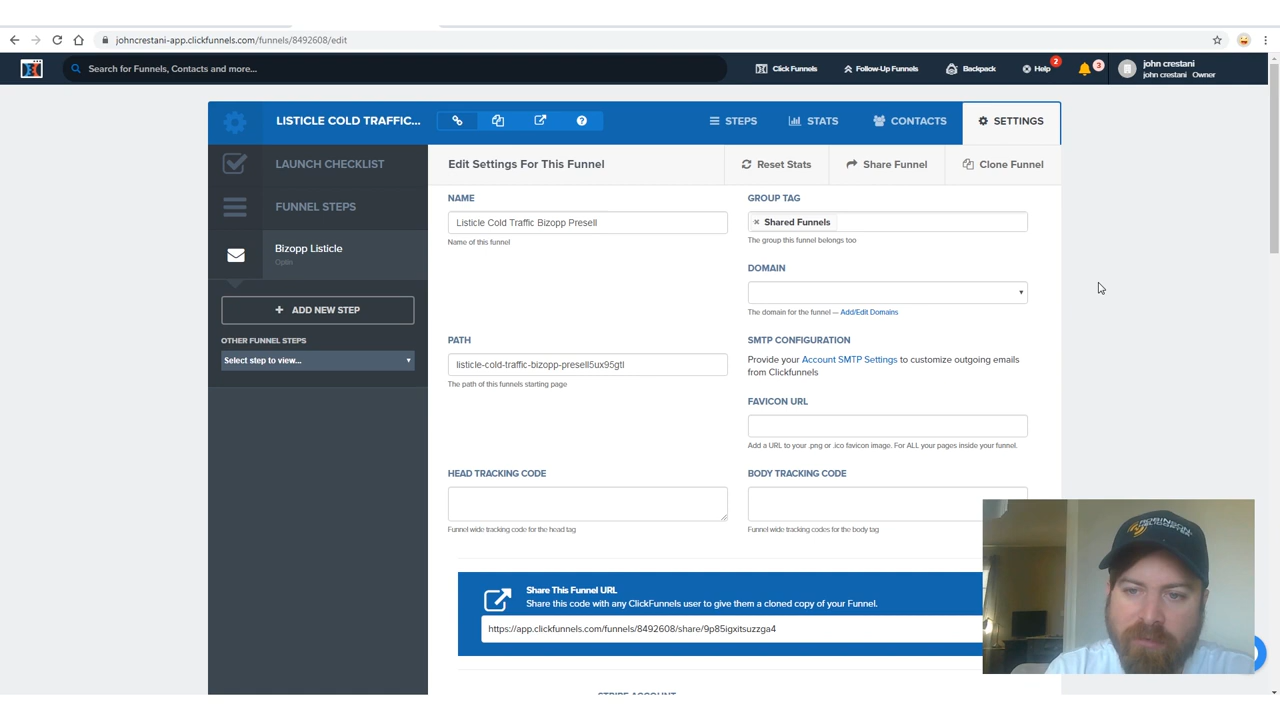 johncrestani-app.clickfunnels.com/funnels/8492608/edit
Search for Funnels, Contacts and more...
Click Funnels
Follow-Up Funnels
Backpack
Help
2
3
john crestani
john crestani Owner
LISTICLE COLD TRAFFIC...
STEPS
STATS
CONTACTS
SETTINGS
LAUNCH CHECKLIST
FUNNEL STEPS
Bizopp Listicle
Optin
ADD NEW STEP
OTHER FUNNEL STEPS
Select step to view...
Edit Settings For This Funnel
Reset Stats
Share Funnel
Clone Funnel
NAME
Listicle Cold Traffic Bizopp Presell
Name of this funnel
GROUP TAG
× Shared Funnels
The group this funnel belongs too
DOMAIN
The domain for the funnel — Add/Edit Domains
PATH
listicle-cold-traffic-bizopp-presell5ux95gtl
The path of this funnels starting page
SMTP CONFIGURATION
Provide your Account SMTP Settings to customize outgoing emails
from Clickfunnels
FAVICON URL
Add a URL to your .png or .ico favicon image. For ALL your pages inside your funnel.
HEAD TRACKING CODE
Funnel wide tracking code for the head tag
BODY TRACKING CODE
Funnel wide tracking codes for the body tag
Share This Funnel URL
Share this code with any ClickFunnels user to give them a cloned copy of your Funnel.
https://app.clickfunnels.com/funnels/8492608/share/9p85igxitsuzzga4
STRIPE ACCOUNT
ROBINSON
HELICOPTER